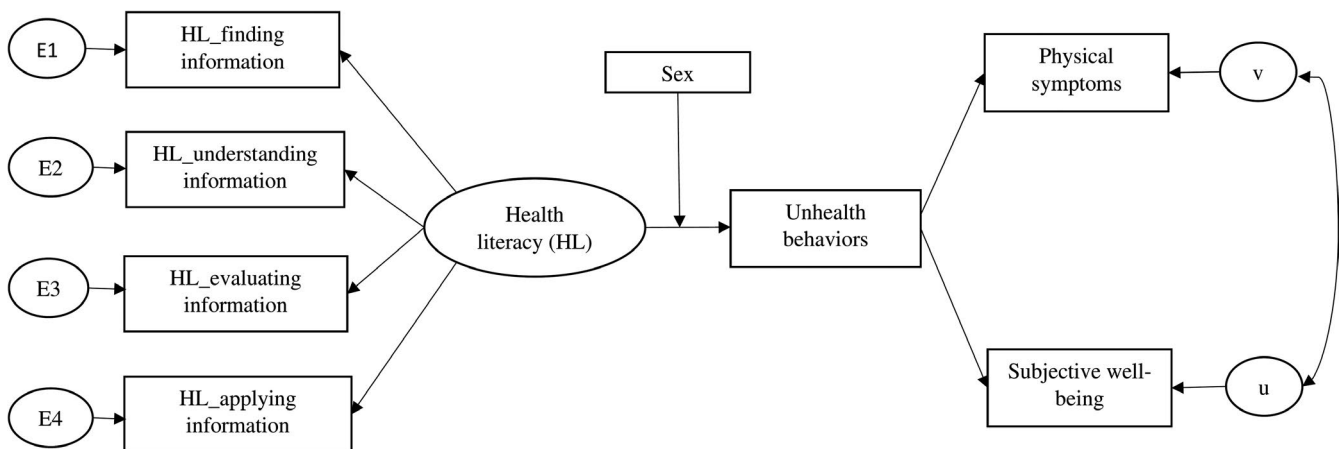 E1
HL_finding
information
E2
HL_understanding
information
E3
HL_evaluating
information
E4
HL_applying
information
Health
literacy (HL)
Sex
Unhealth
behaviors
Physical
symptoms
v
Subjective well-
being
u